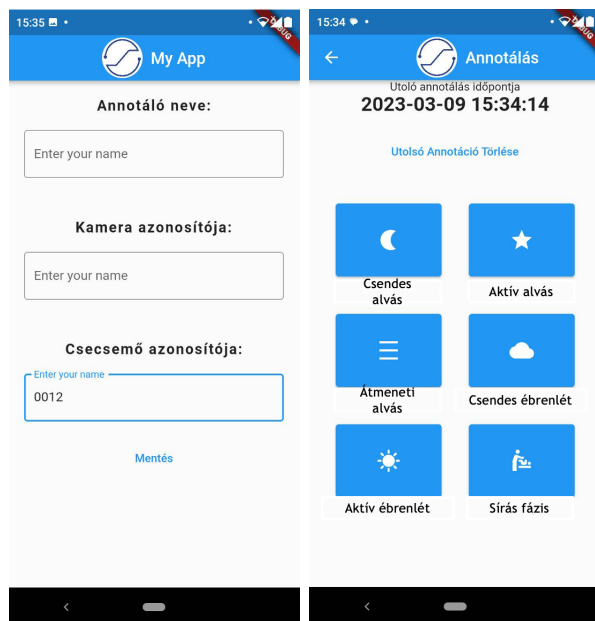 15:35
DEBUG
My App
Annotáló neve:
Enter your name
Kamera azonosítója:
Enter your name
Csecsemő azonosítója:
Enter your name
0012
Mentés
15:34
DEBUG
Annotálás
Utoló annotálás időpontja
2023-03-09 15:34:14
Utolsó Annotáció Törlése
Csendes
alvás
Aktív alvás
Átmeneti
alvás
Csendes ébrenlét
Aktív ébrenlét
Sírás fázis